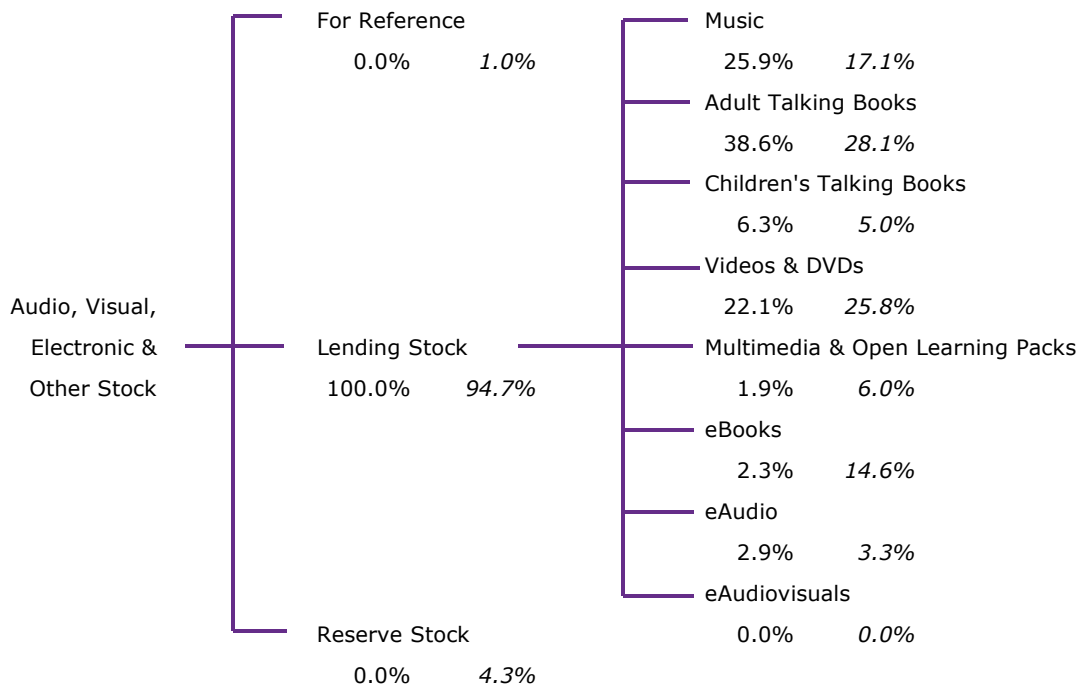 For Reference
0.0% 1.0%
Audio, Visual,
Electronic &
Other Stock
Lending Stock
100.0% 94.7%
Reserve Stock
0.0% 4.3%
Music
25.9% 17.1%
Adult Talking Books
38.6% 28.1%
Children's Talking Books
6.3% 5.0%
Videos & DVDs
22.1% 25.8%
Multimedia & Open Learning Packs
1.9% 6.0%
eBooks
2.3% 14.6%
eAudio
2.9% 3.3%
eAudiovisuals
0.0% 0.0%